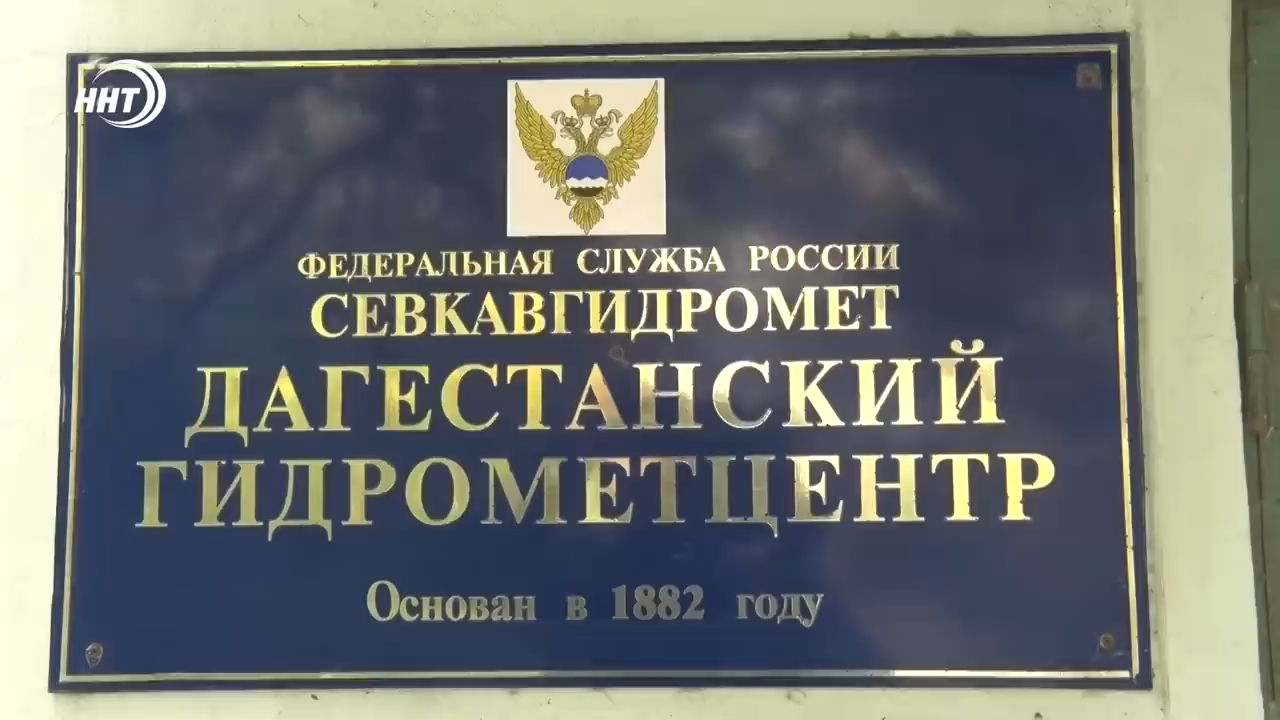 ННТ
ФЕДЕРАЛЬНАЯ СЛУЖБА РОССИИ
СЕВКАВГИДРОМЕТ
ДАГЕСТАНСКИЙ
ГИДРОМЕТЦЕНТР
Основан в 1882 году